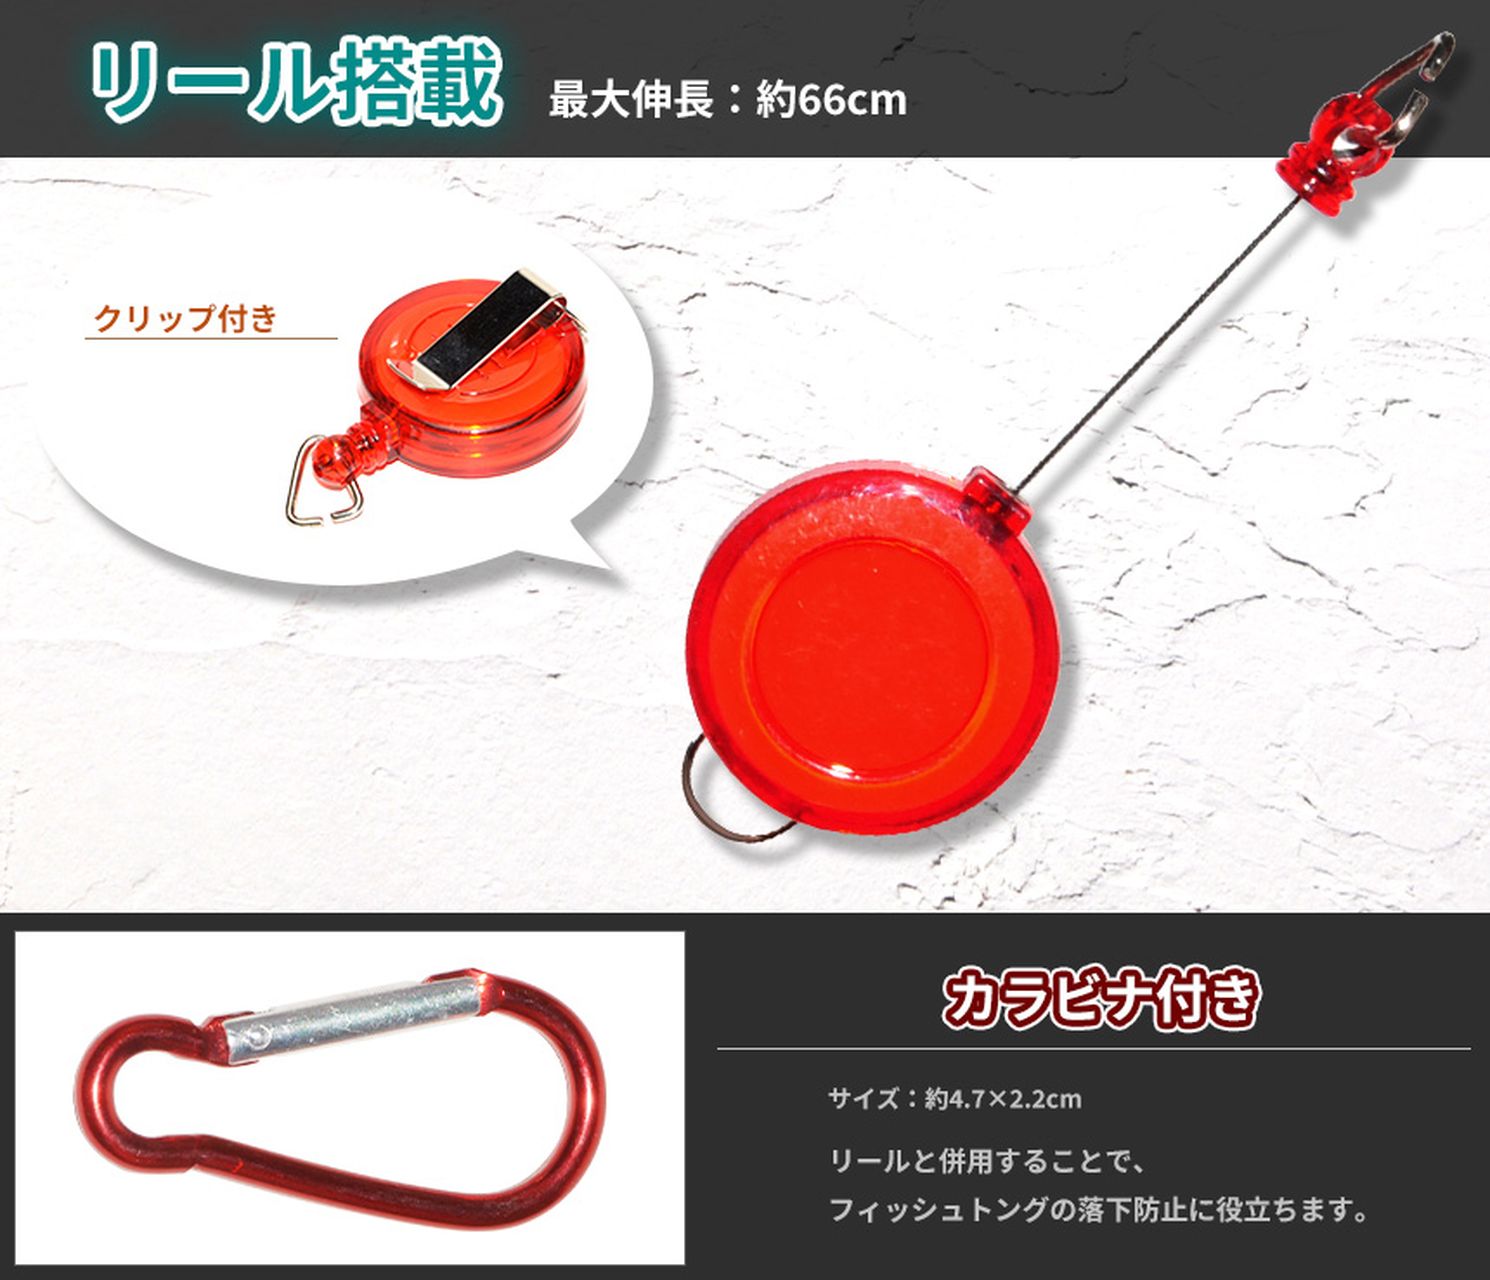 リール搭載
最大伸長：約66cm
クリップ付き
カラビナ付き
サイズ：約4.7×2.2cm
リールと併用することで、
フィッシュトングの落下防止に役立ちます。